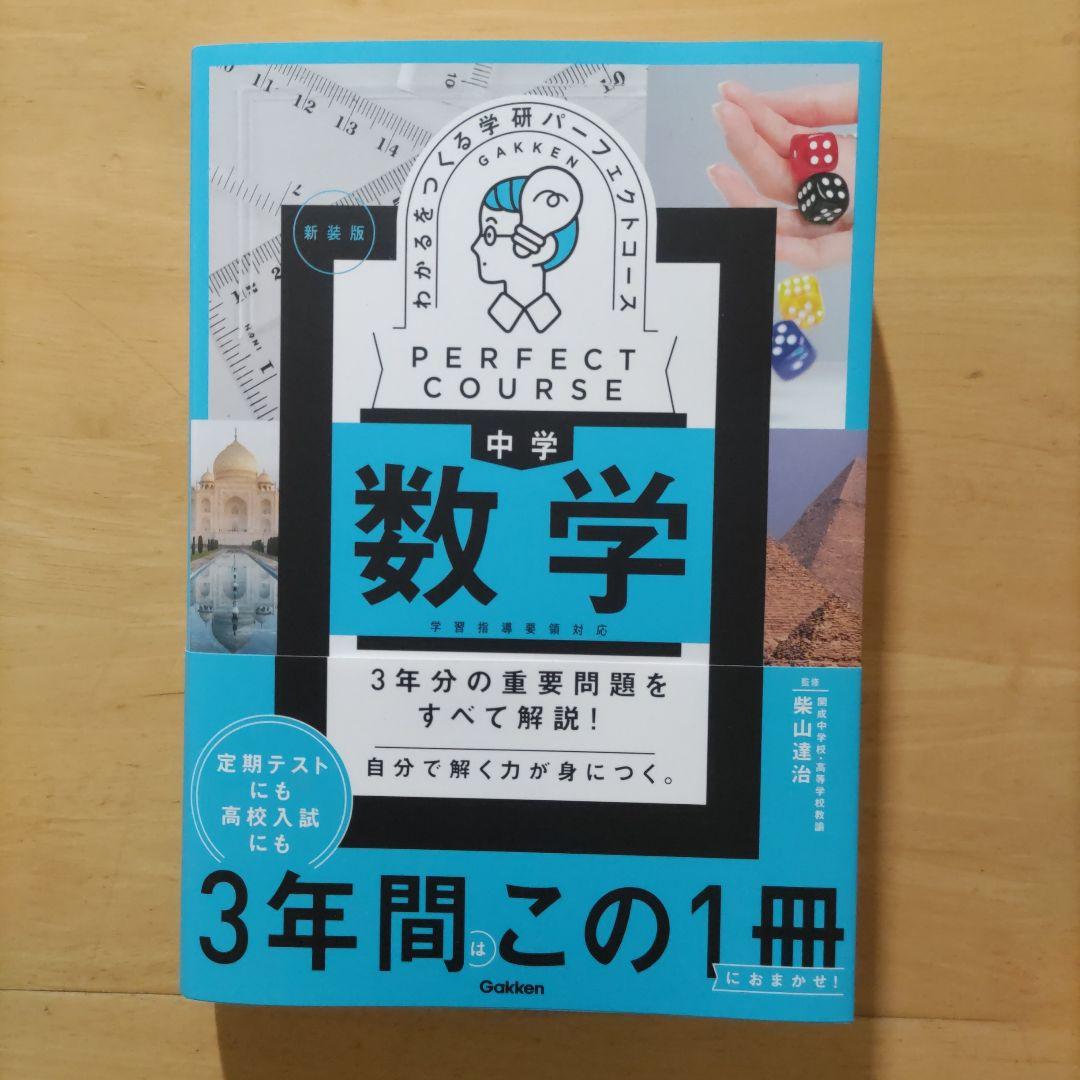 わかるをつくる学研パーフェクトコース
GAKKEN
新装版
PERFECT
COURSE
中学
数学
学習指導要領対応
3年分の重要問題を
すべて解説!
自分で解く力が身につく。
監修
開成中学校・高等学校教諭
柴山達治
定期テスト
にも
高校入試
にも
3年間はこの1冊
におまかせ!
Gakken